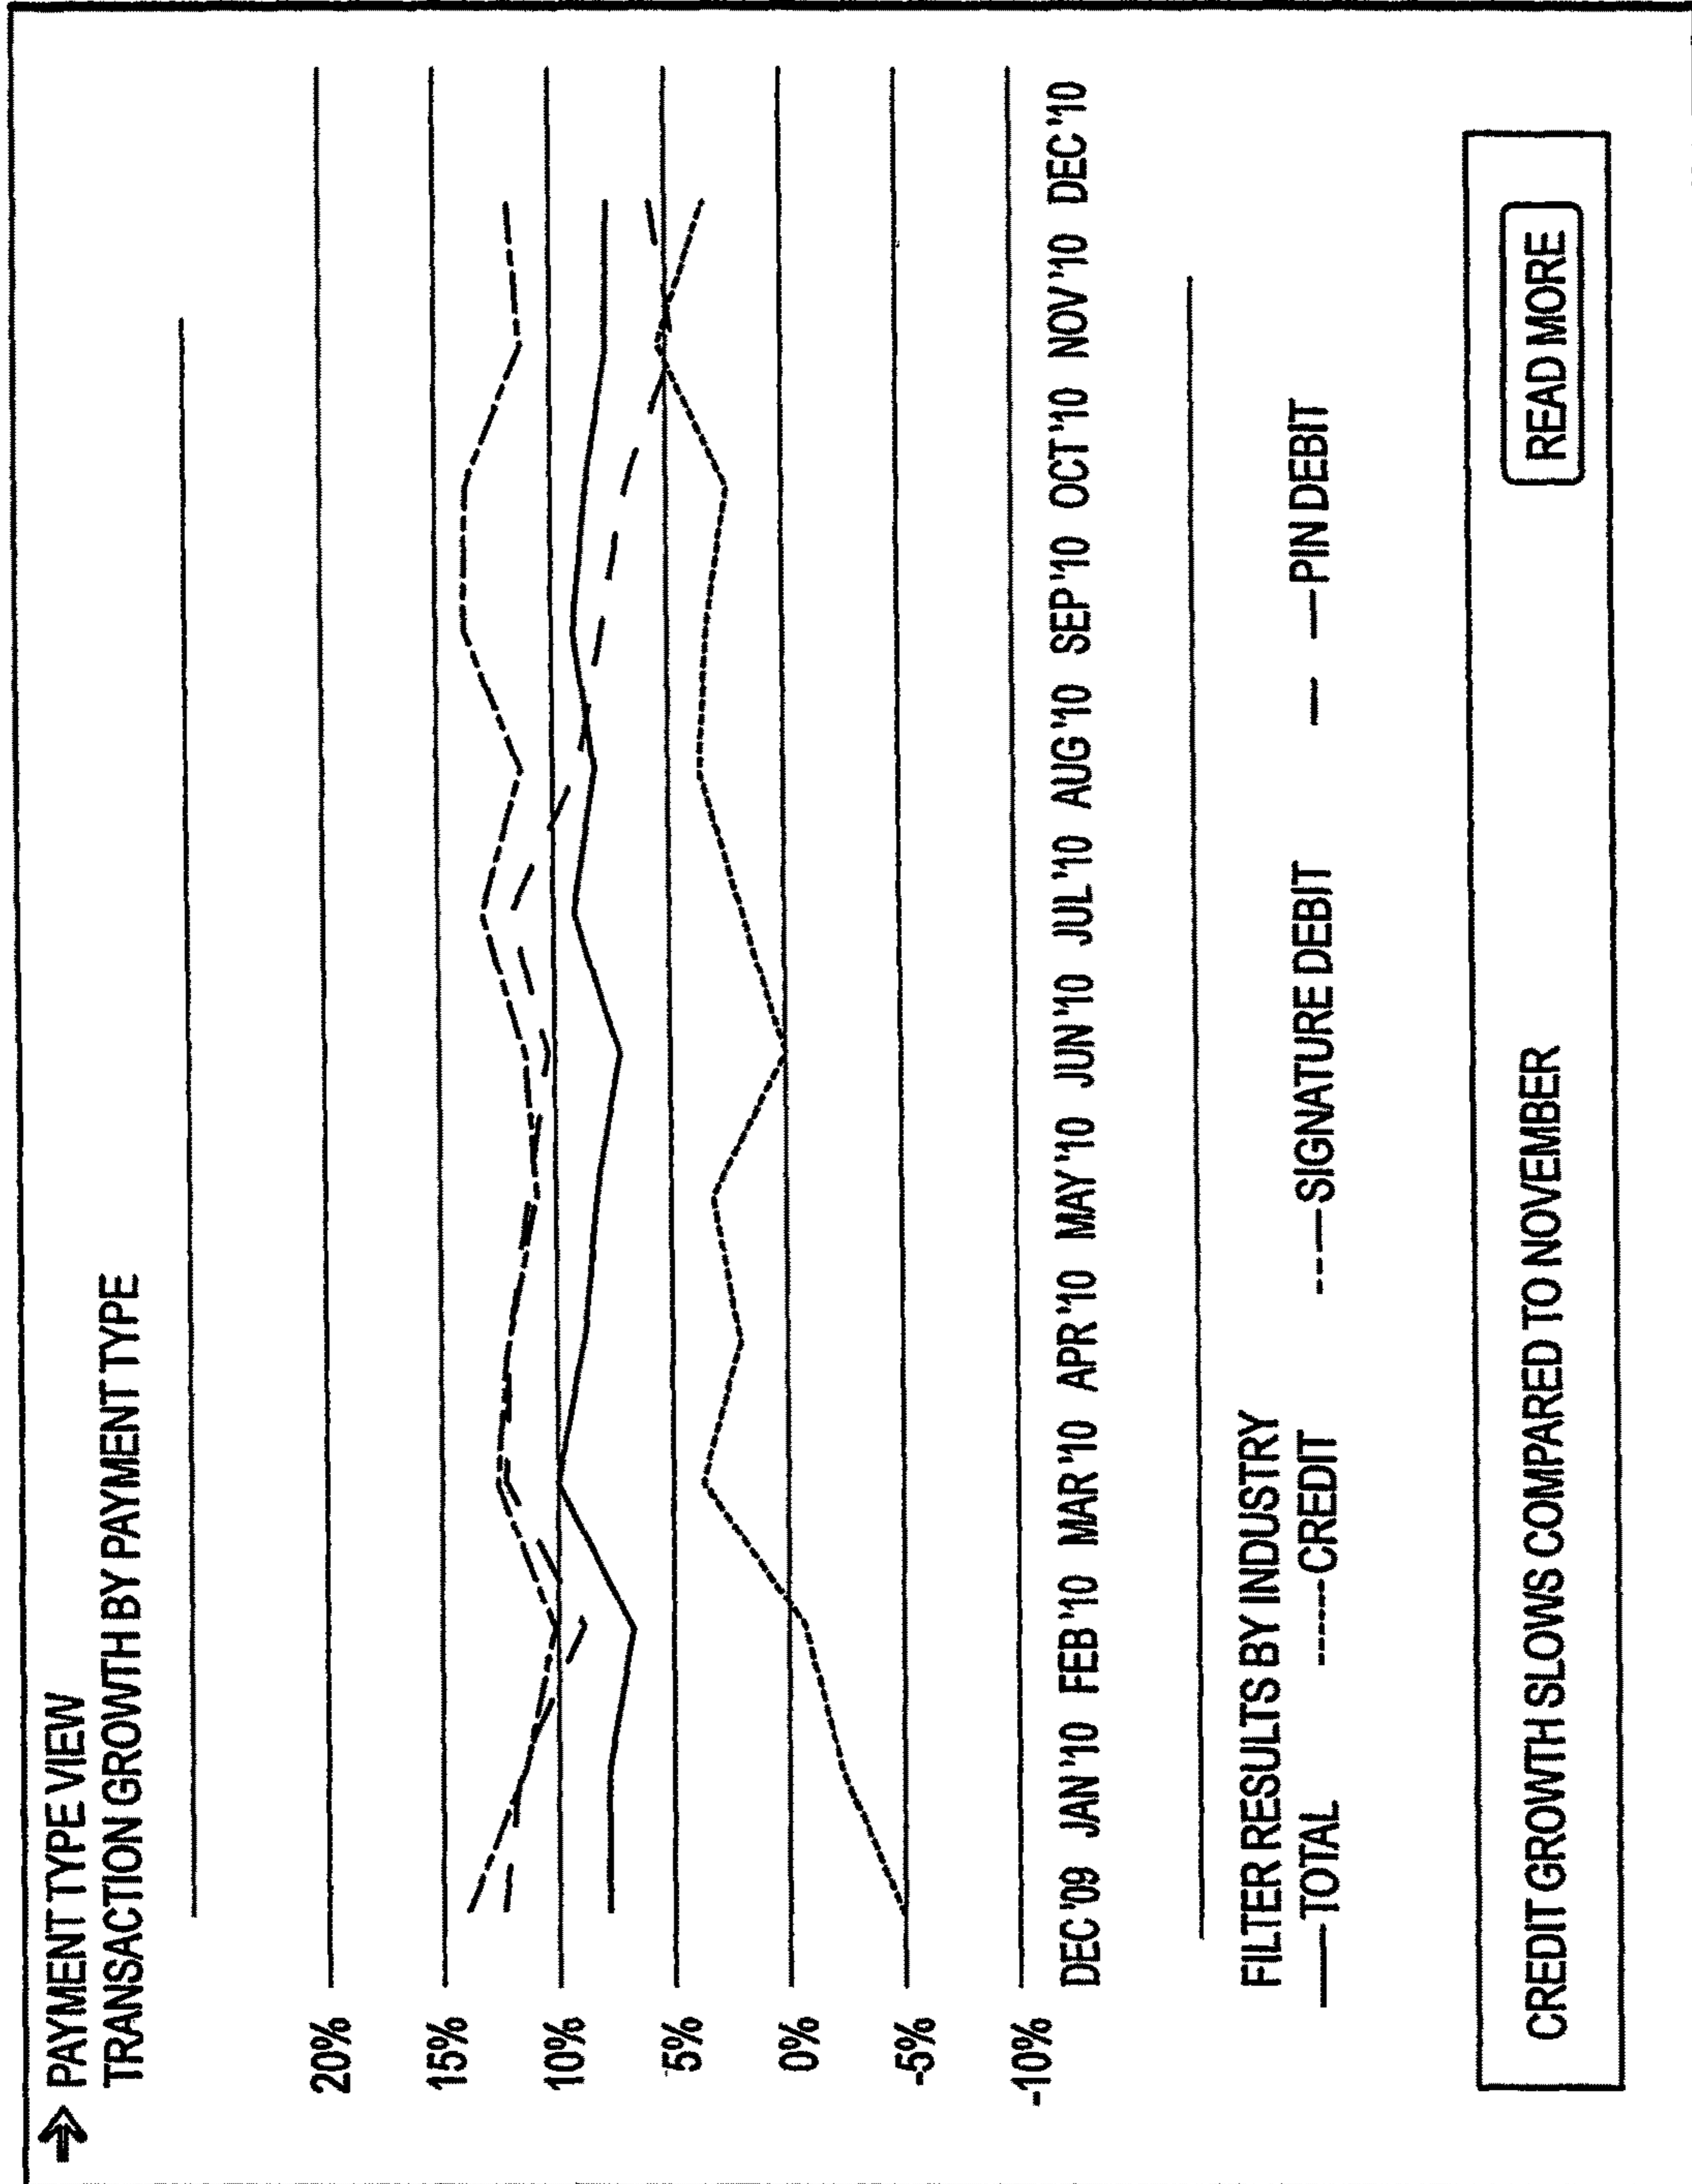 PAYMENT TYPE VIEW
TRANSACTION GROWTH BY PAYMENT TYPE
20%
15%
10%
5%
0%
-5%
-10%
DEC '09 JAN '10 FEB '10 MAR '10 APR '10 MAY '10 JUN '10 JUL '10 AUG '10 SEP '10 OCT '10 NOV '10 DEC '10
FILTER RESULTS BY INDUSTRY
TOTAL CREDIT SIGNATURE DEBIT PIN DEBIT
CREDIT GROWTH SLOWS COMPARED TO NOVEMBER READ MORE